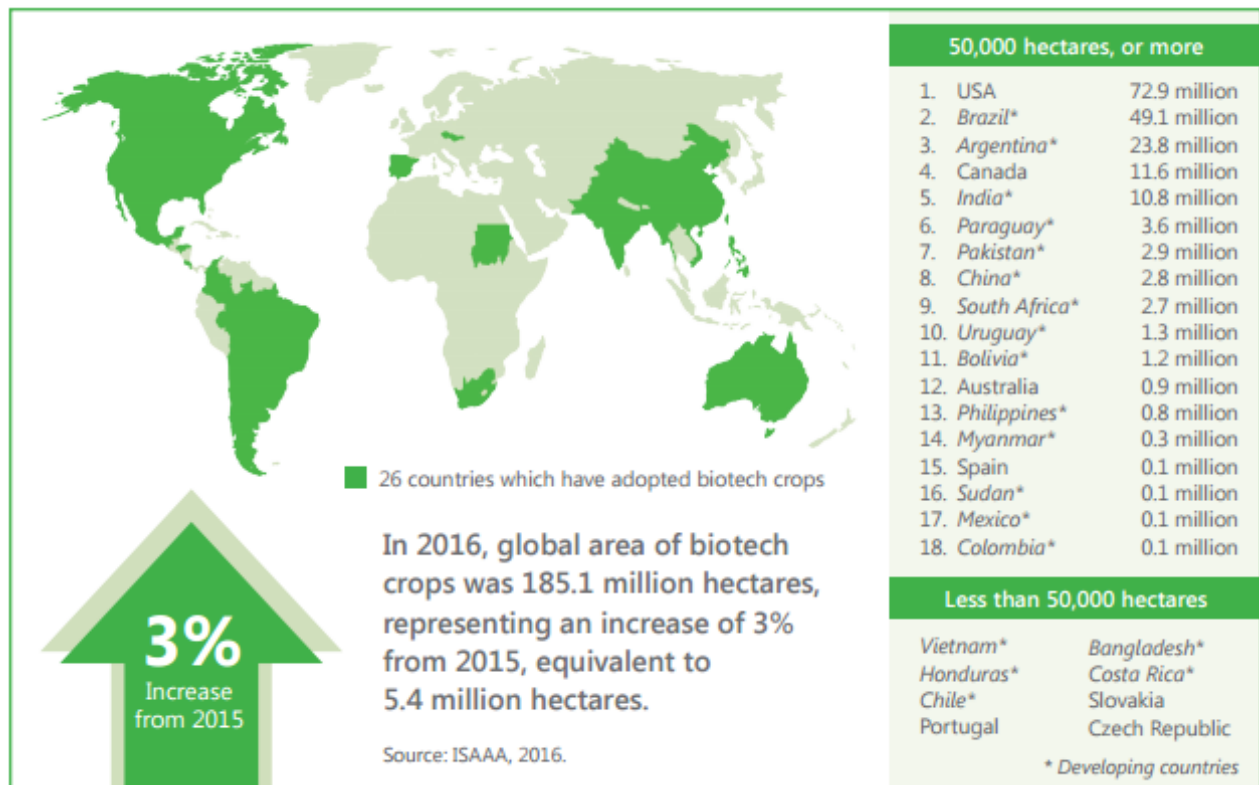 26 countries which have adopted biotech crops
3%
Increase
from 2015
In 2016, global area of biotech
crops was 185.1 million hectares,
representing an increase of 3%
from 2015, equivalent to
5.4 million hectares.
Source: ISAAA, 2016.
50,000 hectares, or more
1. USA 72.9 million
2. Brazil* 49.1 million
3. Argentina* 23.8 million
4. Canada 11.6 million
5. India* 10.8 million
6. Paraguay* 3.6 million
7. Pakistan* 2.9 million
8. China* 2.8 million
9. South Africa* 2.7 million
10. Uruguay* 1.3 million
11. Bolivia* 1.2 million
12. Australia 0.9 million
13. Philippines* 0.8 million
14. Myanmar* 0.3 million
15. Spain 0.1 million
16. Sudan* 0.1 million
17. Mexico* 0.1 million
18. Colombia* 0.1 million
Less than 50,000 hectares
Vietnam* Bangladesh*
Honduras* Costa Rica*
Chile* Slovakia
Portugal Czech Republic
* Developing countries